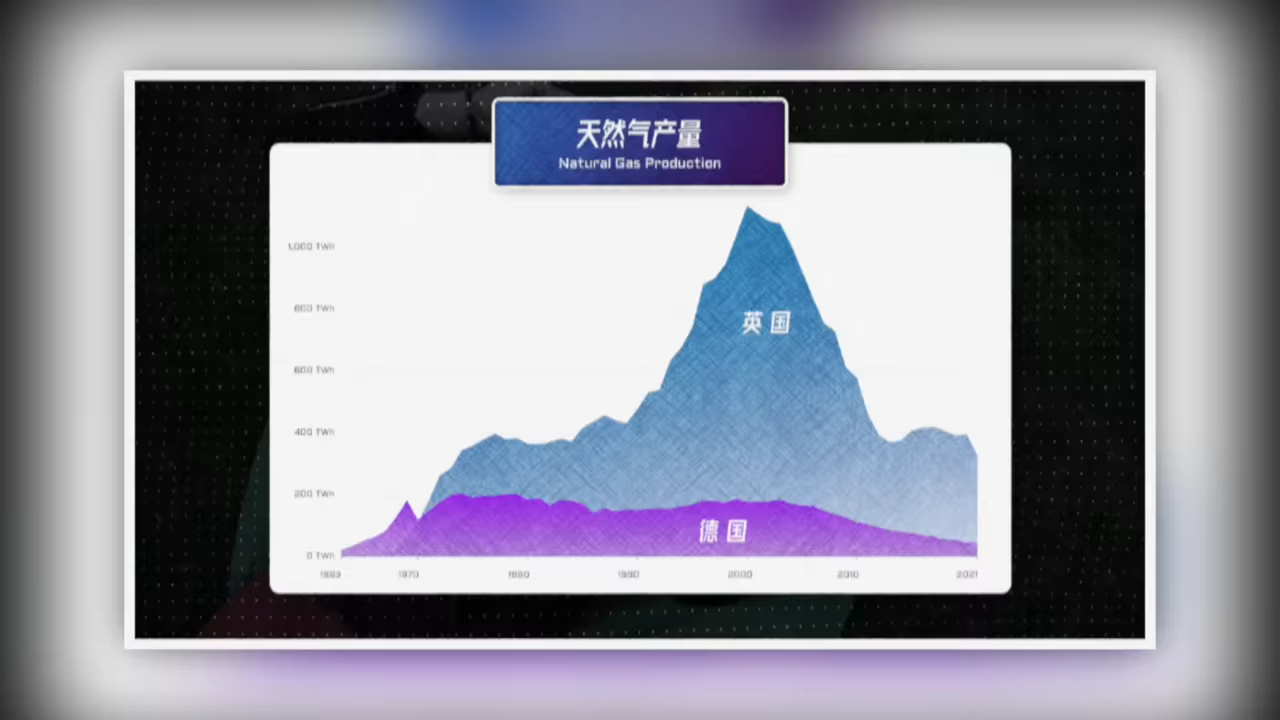 天然气产量
Natural Gas Production
1,000 TWh
800 TWh
600 TWh
400 TWh
200 TWh
0 TWh
英国
德国
1970
1980
1990
2000
2010
2021